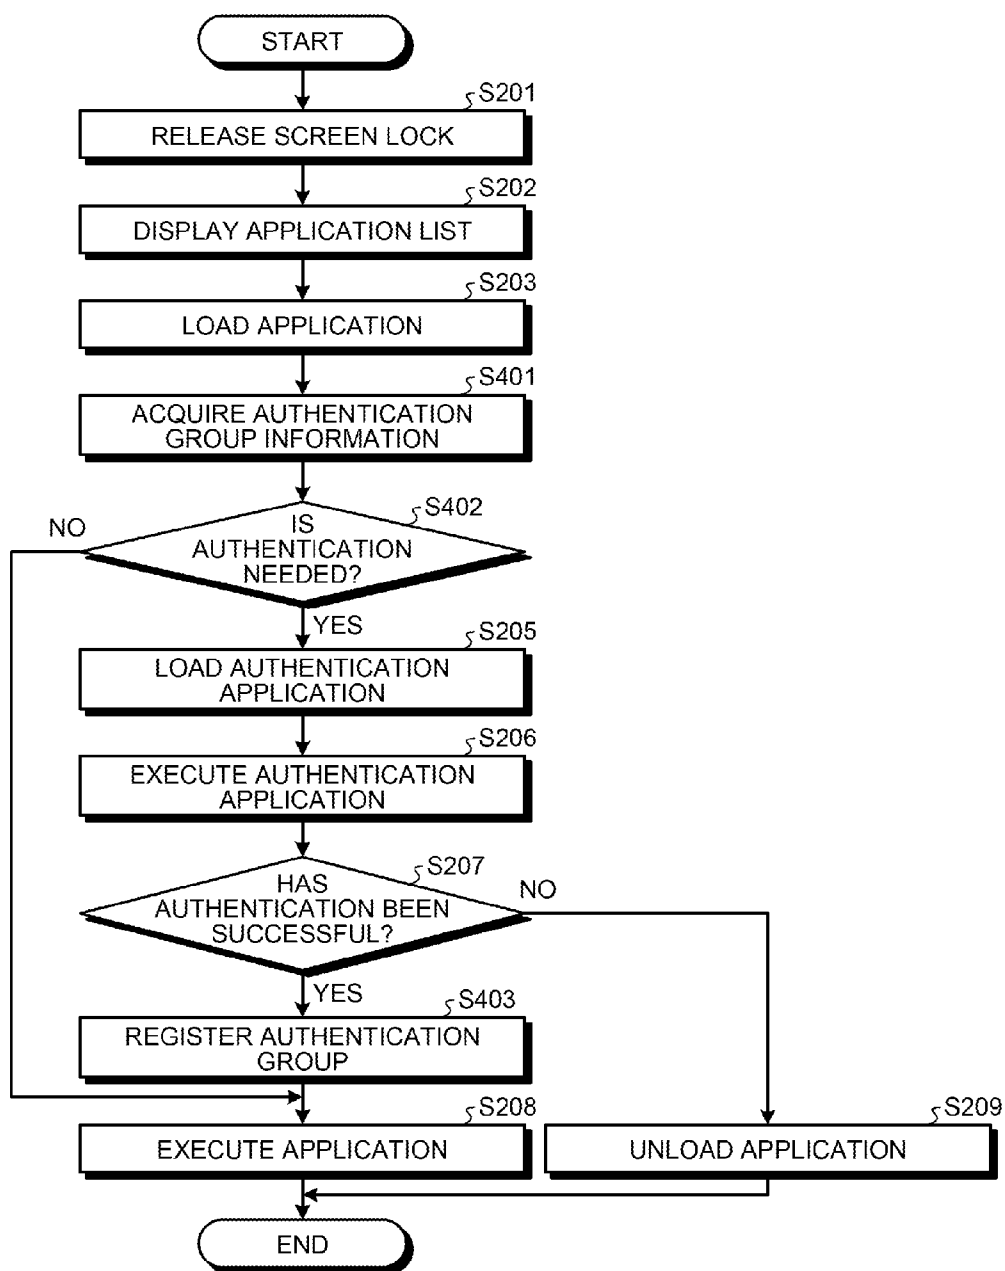 START
S201
RELEASE SCREEN LOCK
S202
DISPLAY APPLICATION LIST
S203
LOAD APPLICATION
S401
ACQUIRE AUTHENTICATION
GROUP INFORMATION
S402
NO
IS
AUTHENTICATION
NEEDED?
YES
S205
LOAD AUTHENTICATION
APPLICATION
S206
EXECUTE AUTHENTICATION
APPLICATION
S207
HAS
AUTHENTICATION BEEN
SUCCESSFUL?
NO
YES
S403
REGISTER AUTHENTICATION
GROUP
S208
EXECUTE APPLICATION
S209
UNLOAD APPLICATION
END